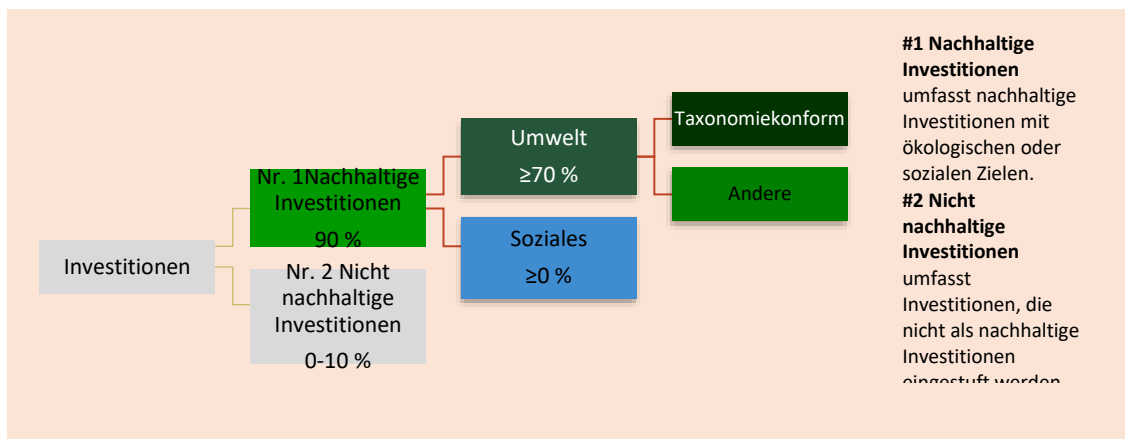 Investitionen
Nr. 1Nachhaltige
Investitionen
90 %
Nr. 2 Nicht
nachhaltige
Investitionen
0-10 %
Umwelt
≥70 %
Soziales
≥0 %
Taxonomiekonform
Andere
#1 Nachhaltige
Investitionen
umfasst nachhaltige
Investitionen mit
ökologischen oder
sozialen Zielen.
#2 Nicht
nachhaltige
Investitionen
umfasst
Investitionen, die
nicht als nachhaltige
Investitionen
eingestuft werden